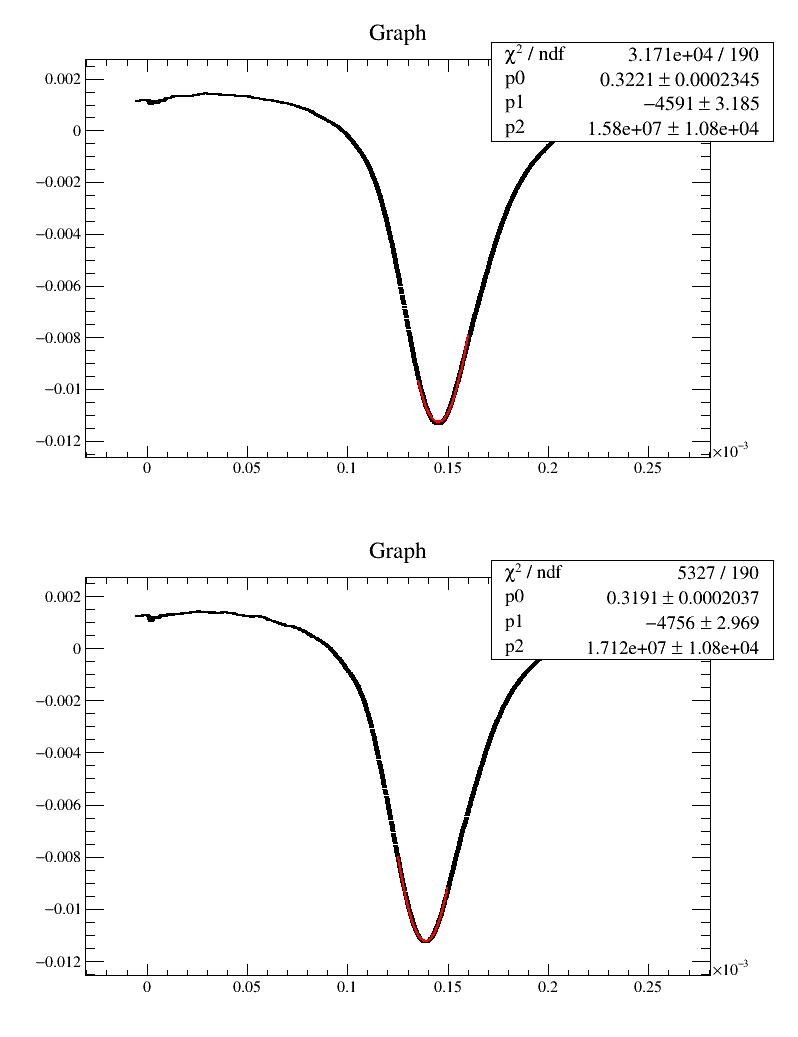 Graph
χ² / ndf 3.171e+04 / 190
p0 0.3221 ± 0.0002345
p1 −4591 ± 3.185
p2 1.58e+07 ± 1.08e+04
0.002
0
−0.002
−0.004
−0.006
−0.008
−0.01
−0.012
×10⁻³
0 0.05 0.1 0.15 0.2 0.25
Graph
χ² / ndf 5327 / 190
p0 0.3191 ± 0.0002037
p1 −4756 ± 2.969
p2 1.712e+07 ± 1.08e+04
0.002
0
−0.002
−0.004
−0.006
−0.008
−0.01
−0.012
×10⁻³
0 0.05 0.1 0.15 0.2 0.25